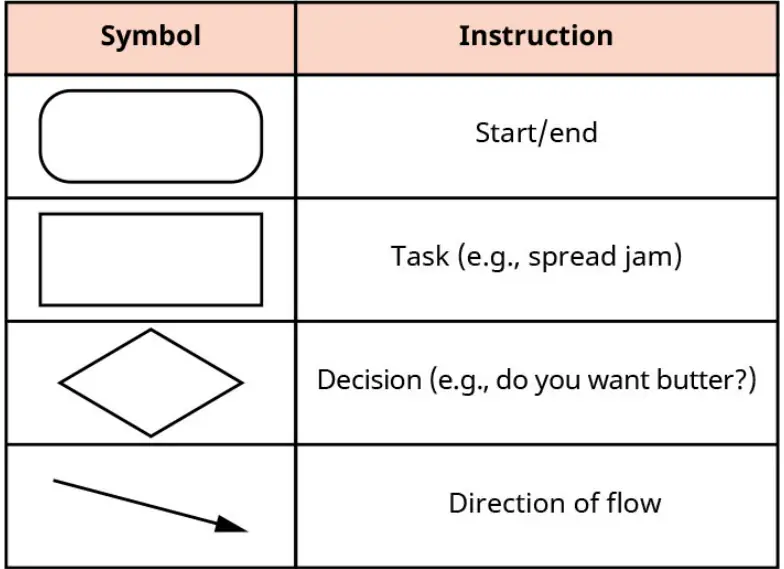 Symbol
Instruction
Start/end
Task (e.g., spread jam)
Decision (e.g., do you want butter?)
Direction of flow